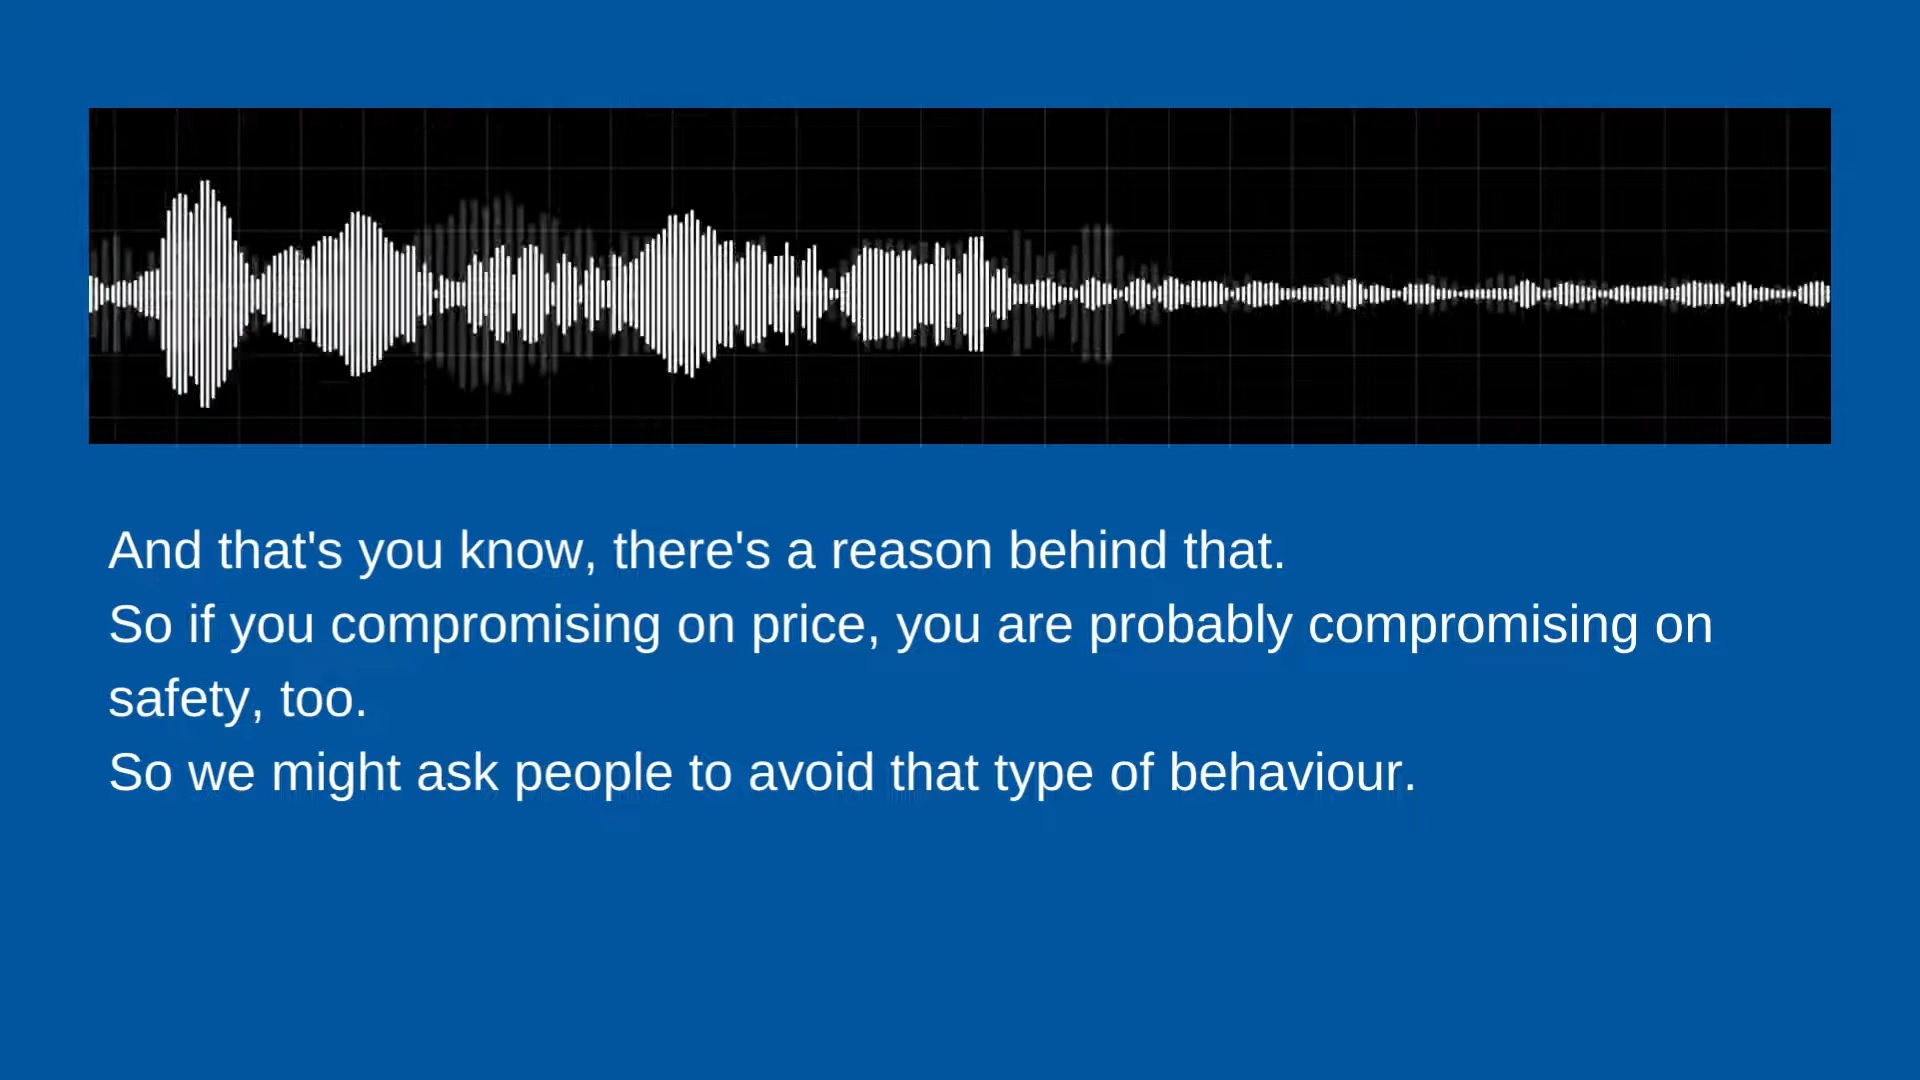 And that's you know, there's a reason behind that.
So if you compromising on price, you are probably compromising on
safety, too.
So we might ask people to avoid that type of behaviour.